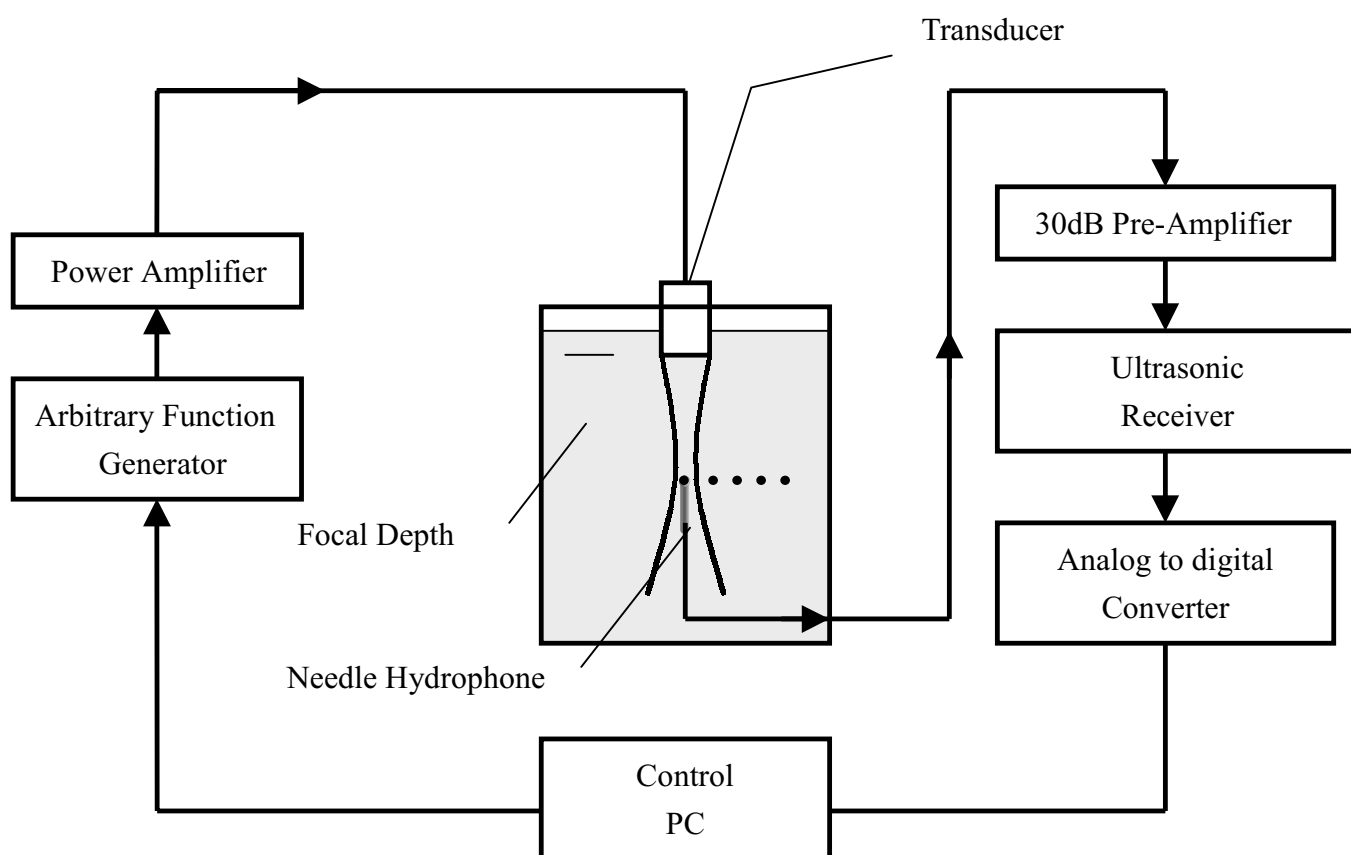 Transducer
30dB Pre-Amplifier
Power Amplifier
Ultrasonic
Receiver
Arbitrary Function
Generator
Focal Depth
Analog to digital
Converter
Needle Hydrophone
Control
PC